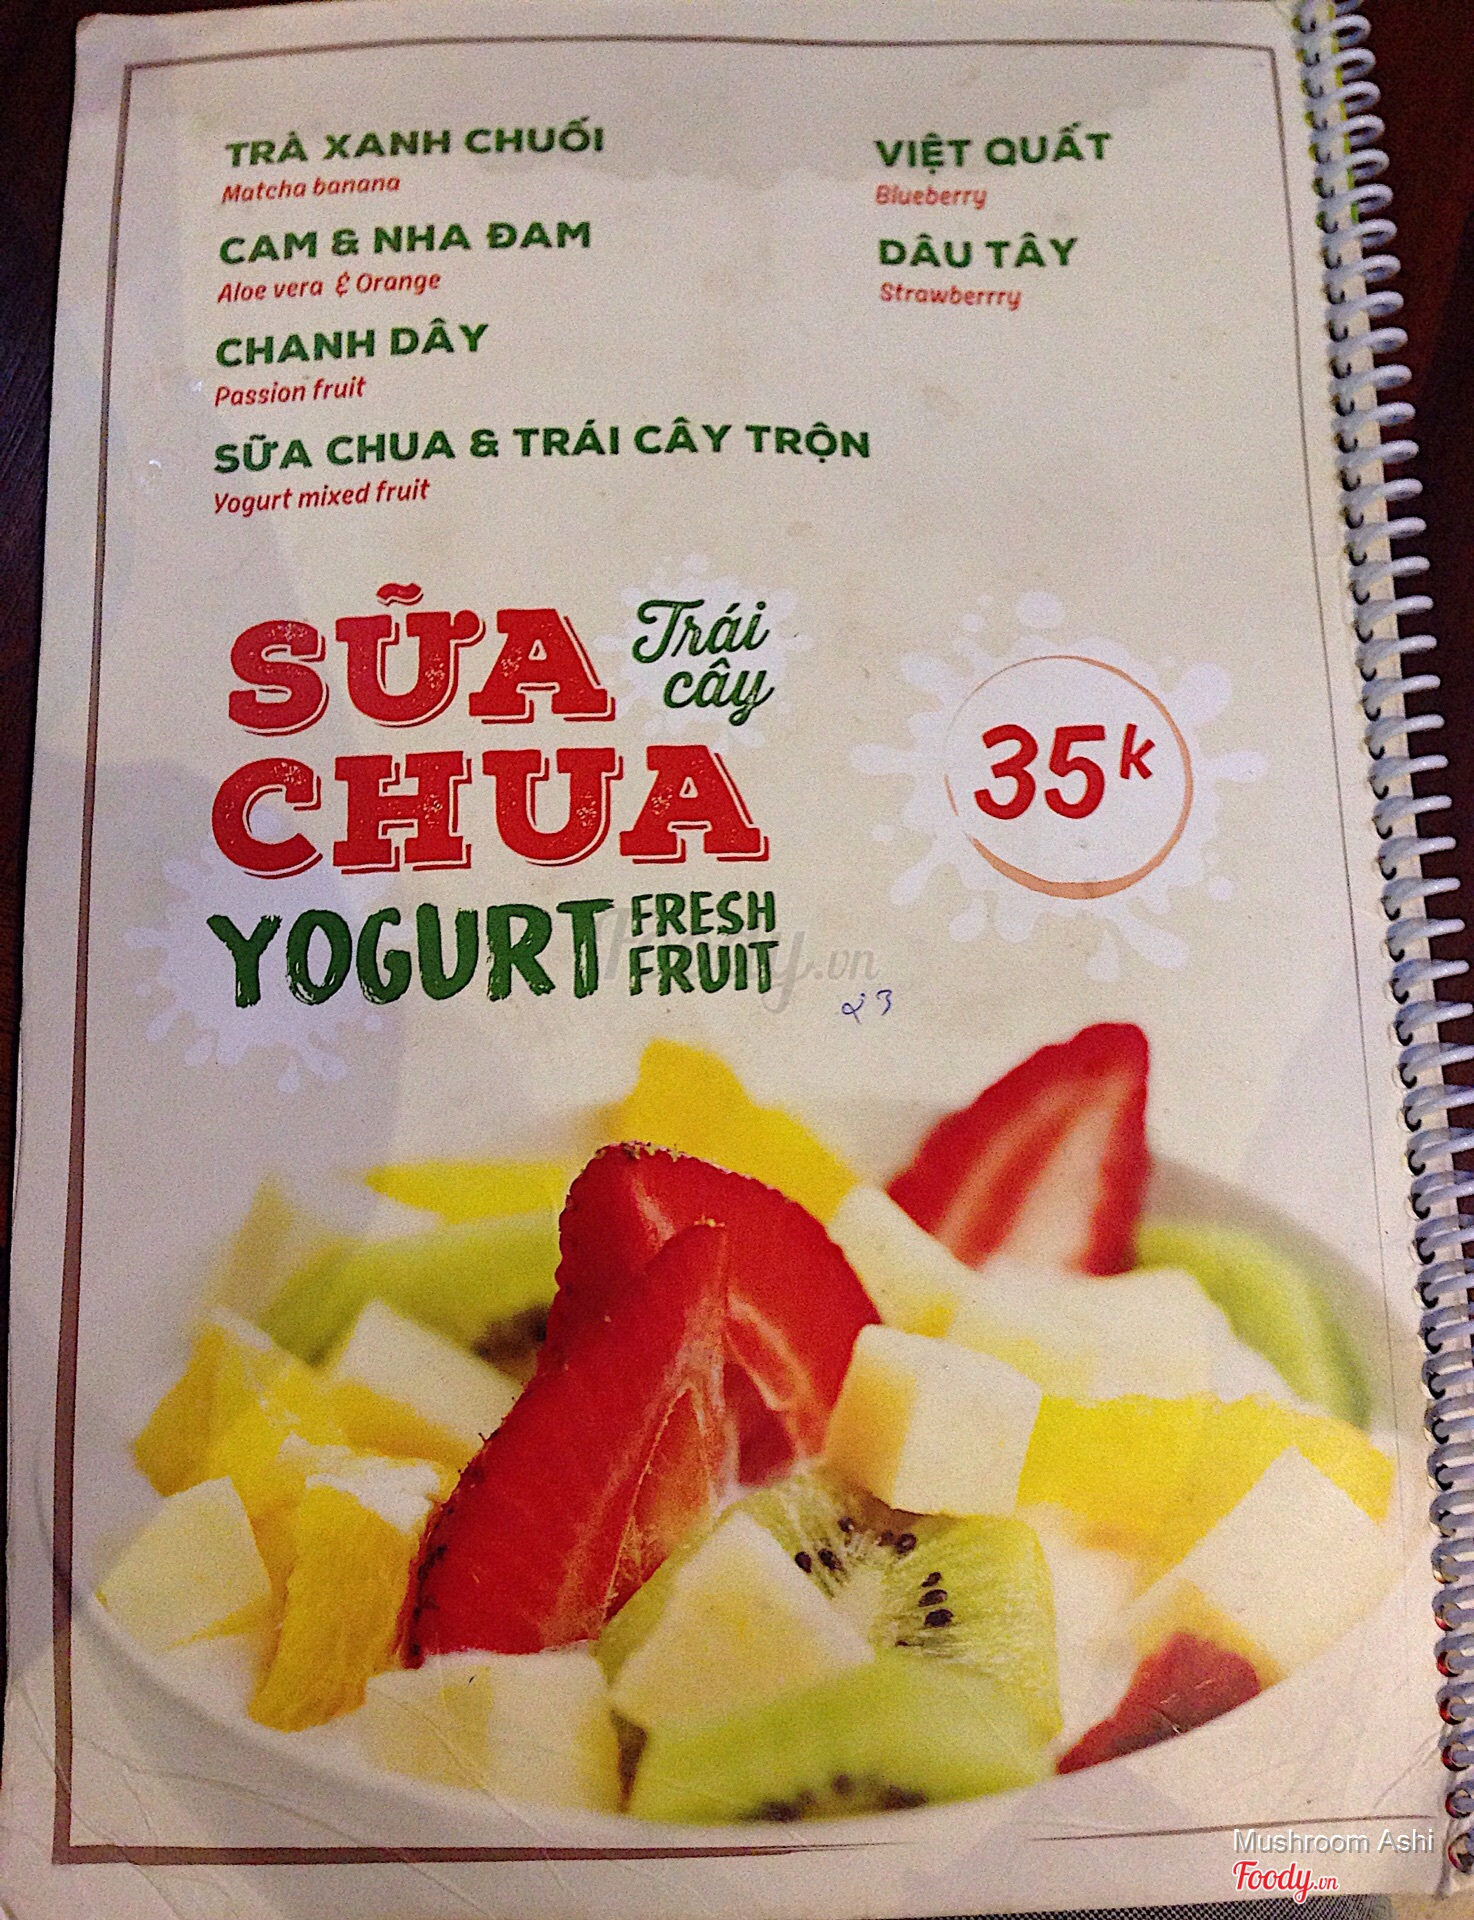 TRÀ XANH CHUỐI
Matcha banana
CAM & NHA ĐAM
Aloe vera & Orange
CHANH DÂY
Passion fruit
SỮA CHUA & TRÁI CÂY TRỘN
Yogurt mixed fruit
VIỆT QUẤT
Blueberry
DÂU TÂY
Strawberrry
SỮA
Trái
cây
CHUA
YOGURT
FRESH
FRUIT
35k
Mushroom Ashi
Foody.vn